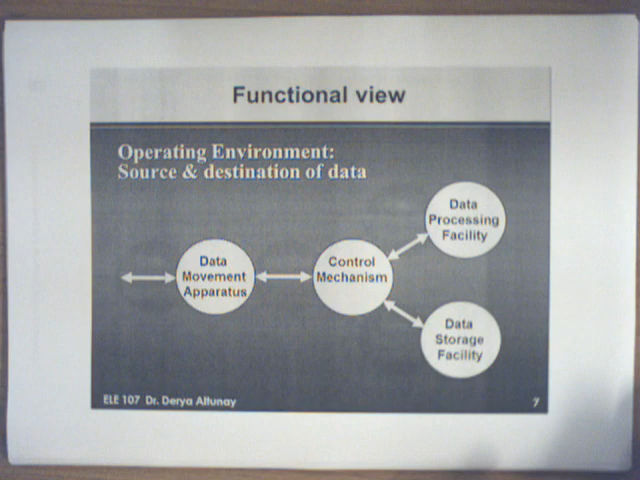 Functional view
Operating Environment:
Source & destination of data
Data
Processing
Facility
Data
Movement
Apparatus
Control
Mechanism
Data
Storage
Facility
ELE 107 Dr. Derya Altunay
7